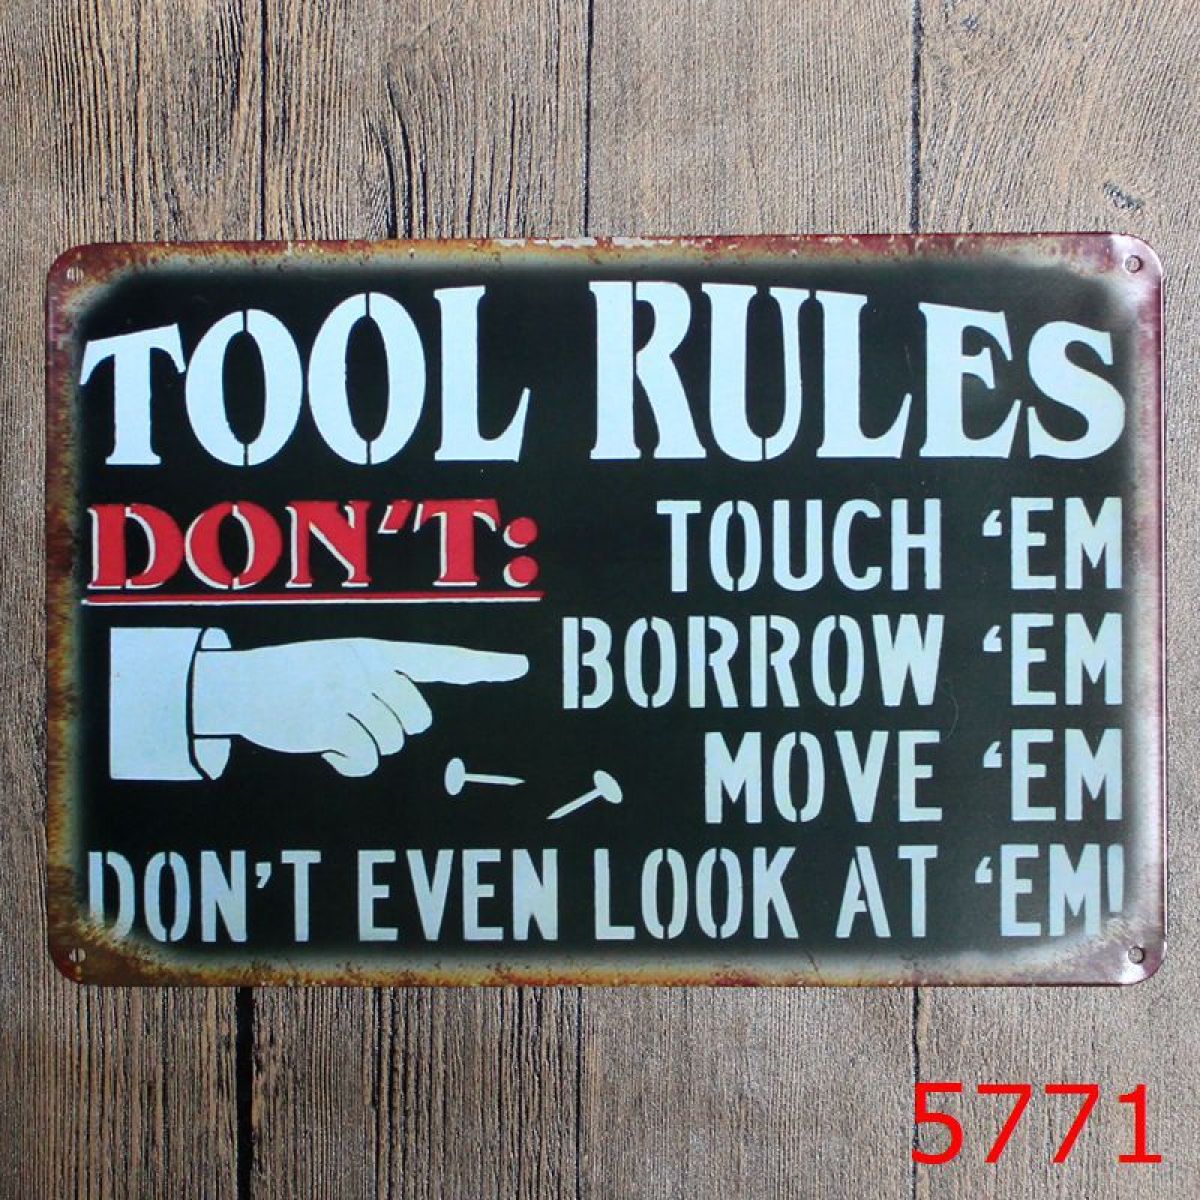 TOOL RULES
DON'T: TOUCH 'EM
BORROW 'EM
MOVE 'EM
DON'T EVEN LOOK AT 'EM!
5771